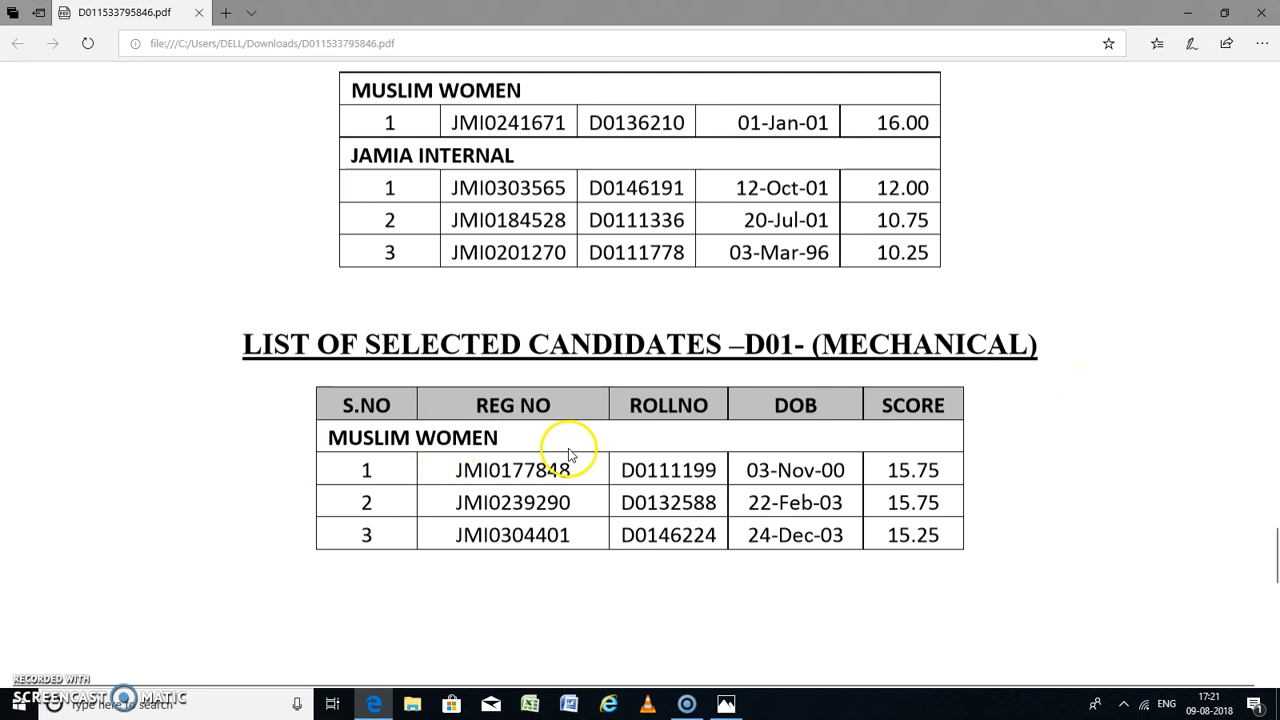 D011533795846.pdf
file:///C:/Users/DELL/Downloads/D011533795846.pdf
MUSLIM WOMEN
1 JMI0241671 D0136210 01-Jan-01 16.00
JAMIA INTERNAL
1 JMI0303565 D0146191 12-Oct-01 12.00
2 JMI0184528 D0111336 20-Jul-01 10.75
3 JMI0201270 D0111778 03-Mar-96 10.25
LIST OF SELECTED CANDIDATES –D01- (MECHANICAL)
S.NO REG NO ROLLNO DOB SCORE
MUSLIM WOMEN
1 JMI0177848 D0111199 03-Nov-00 15.75
2 JMI0239290 D0132588 22-Feb-03 15.75
3 JMI0304401 D0146224 24-Dec-03 15.25
RECORDED WITH
SCREENCAST MATIC
Type here to search
ENG
17:21
09-08-2018